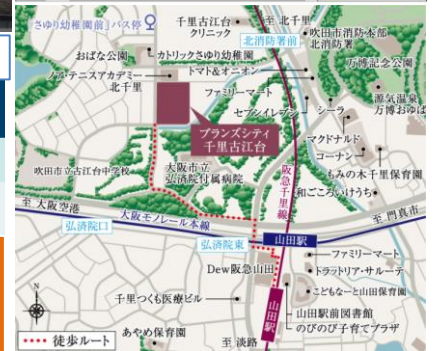 さゆり幼稚園前」バス停
千里古江台
クリニック
至 北千里
北消防署前
吹田市消防本部
北消防署
おばな公園
カトリックさゆり幼稚園
万博記念公園
ノア・テニスアカデミー
北千里
トマト&オニオン
ファミリーマート
セブンイレブン
シーラ
源気温泉
万博おゆば
ブランズシティ
千里古江台
マクドナルド
コーナン
吹田市立古江台中学校
大阪市立
弘済院付属病院
阪急千里線
もみの木千里保育園
和ごころいけうち
至 大阪空港
大阪モノレール本線
至 門真市
弘済院口
弘済院東
山田駅
Dew阪急山田
ファミリーマート
トラットリア・サルーテ
こどもなーと山田保育園
千里つくも医療ビル
山田駅
山田駅前図書館
のびのび子育てプラザ
あやめ保育園
至 淡路
徒歩ルート